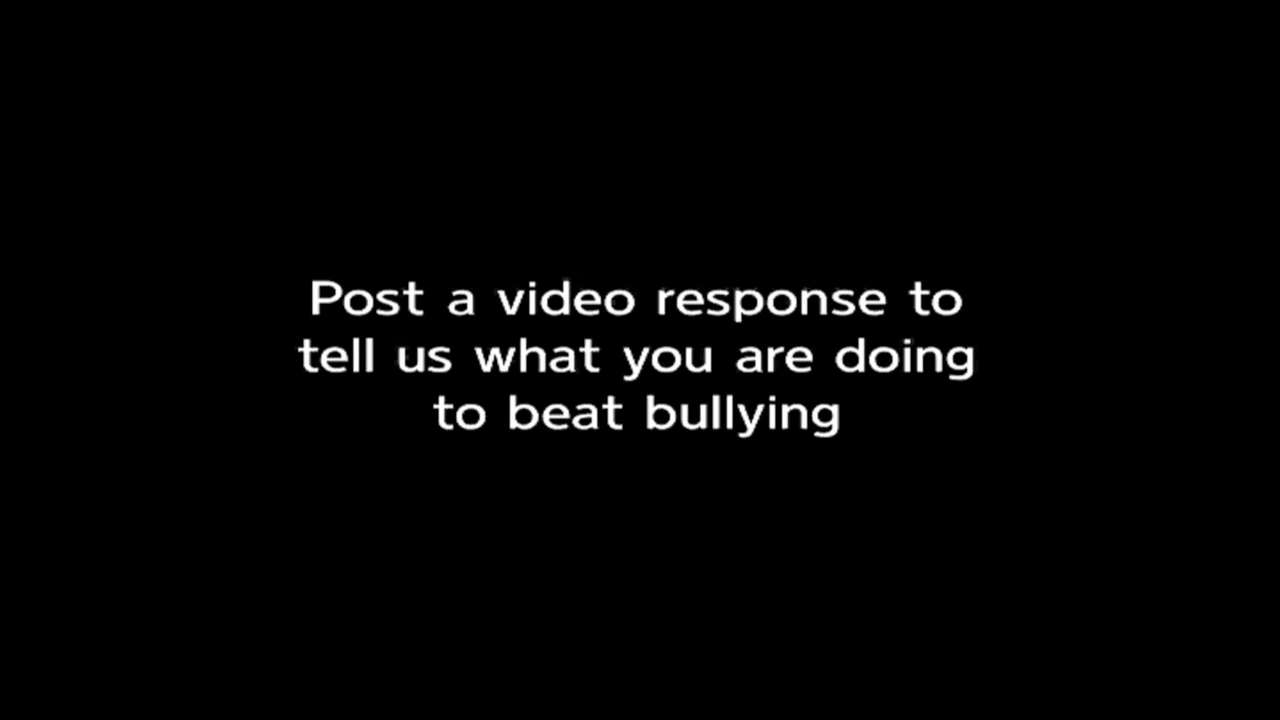 Post a video response to
tell us what you are doing
to beat bullying